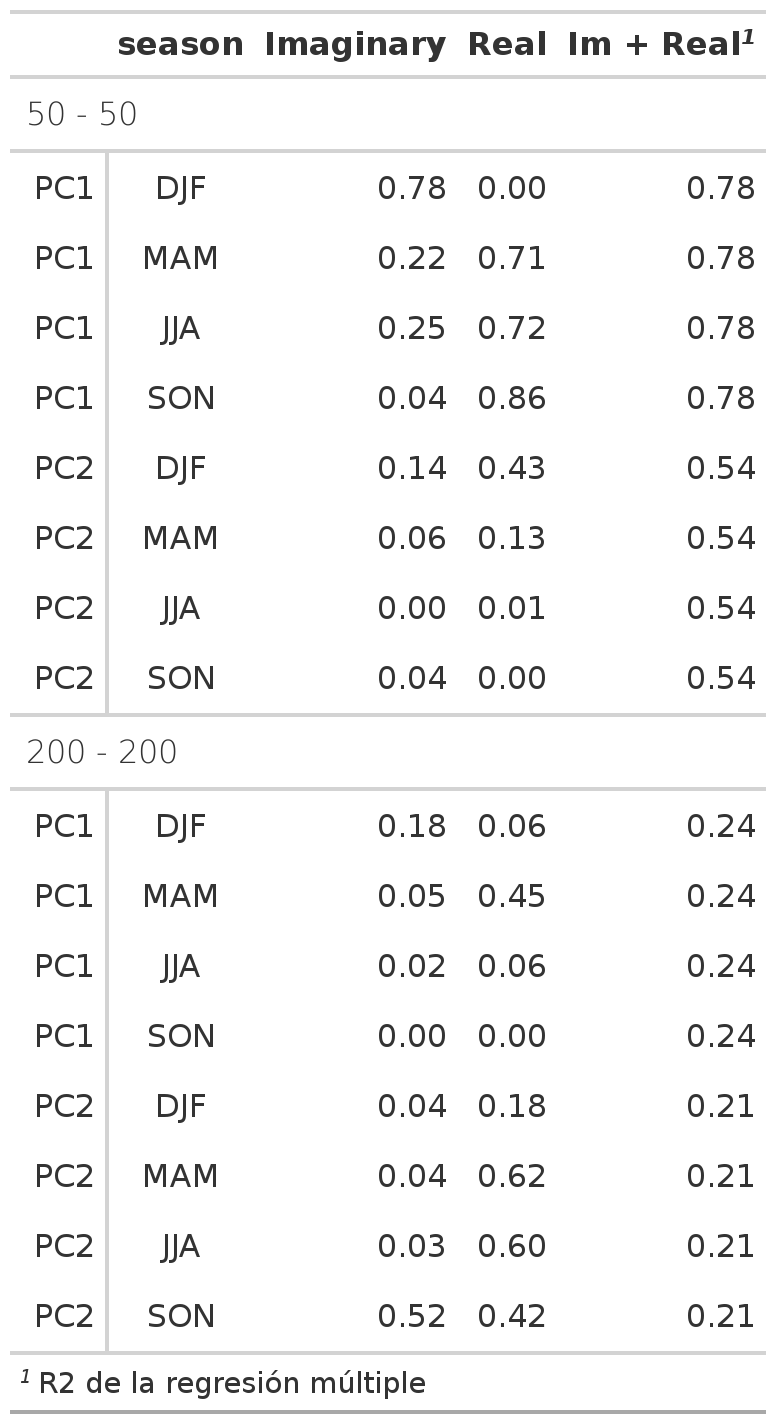 season Imaginary Real Im + Real¹
50 - 50
PC1 DJF 0.78 0.00 0.78
PC1 MAM 0.22 0.71 0.78
PC1 JJA 0.25 0.72 0.78
PC1 SON 0.04 0.86 0.78
PC2 DJF 0.14 0.43 0.54
PC2 MAM 0.06 0.13 0.54
PC2 JJA 0.00 0.01 0.54
PC2 SON 0.04 0.00 0.54
200 - 200
PC1 DJF 0.18 0.06 0.24
PC1 MAM 0.05 0.45 0.24
PC1 JJA 0.02 0.06 0.24
PC1 SON 0.00 0.00 0.24
PC2 DJF 0.04 0.18 0.21
PC2 MAM 0.04 0.62 0.21
PC2 JJA 0.03 0.60 0.21
PC2 SON 0.52 0.42 0.21
¹ R2 de la regresión múltiple